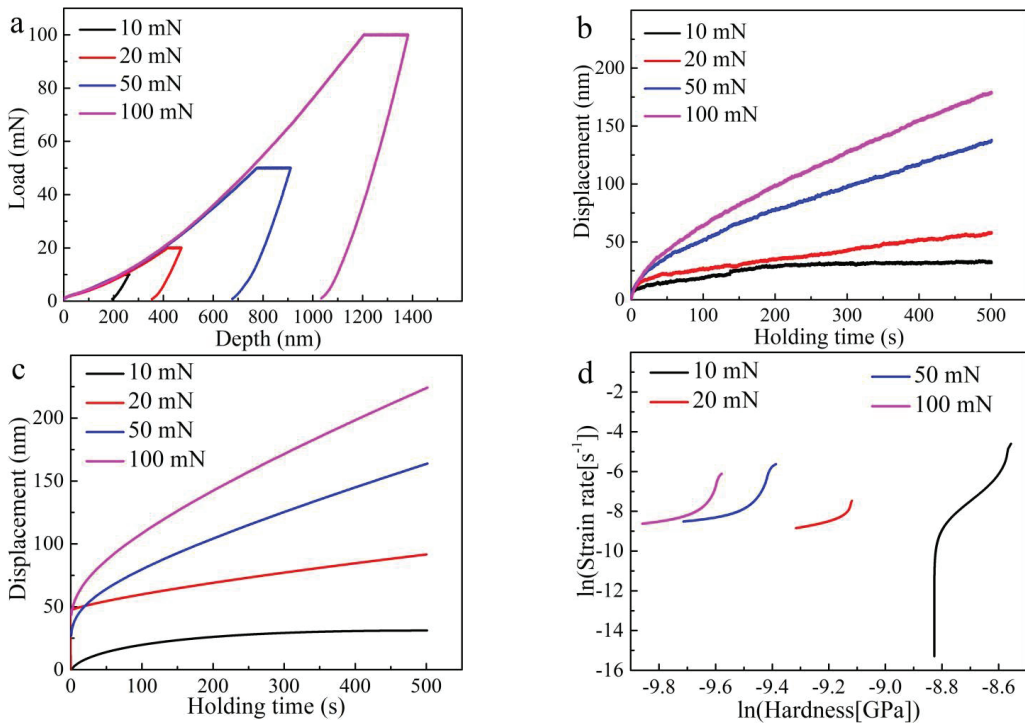 a
10 mN
20 mN
50 mN
100 mN
Load (mN)
100
80
60
40
20
0
0 200 400 600 800 1000 1200 1400
Depth (nm)
b
10 mN
20 mN
50 mN
100 mN
Displacement (nm)
200
150
100
50
0
0 100 200 300 400 500
Holding time (s)
c
10 mN
20 mN
50 mN
100 mN
Displacement (nm)
200
150
100
50
0
0 100 200 300 400 500
Holding time (s)
d
10 mN
20 mN
50 mN
100 mN
ln(Strain rate[s⁻¹])
-2
-4
-6
-8
-10
-12
-14
-16
-9.8 -9.6 -9.4 -9.2 -9.0 -8.8 -8.6
ln(Hardness[GPa])